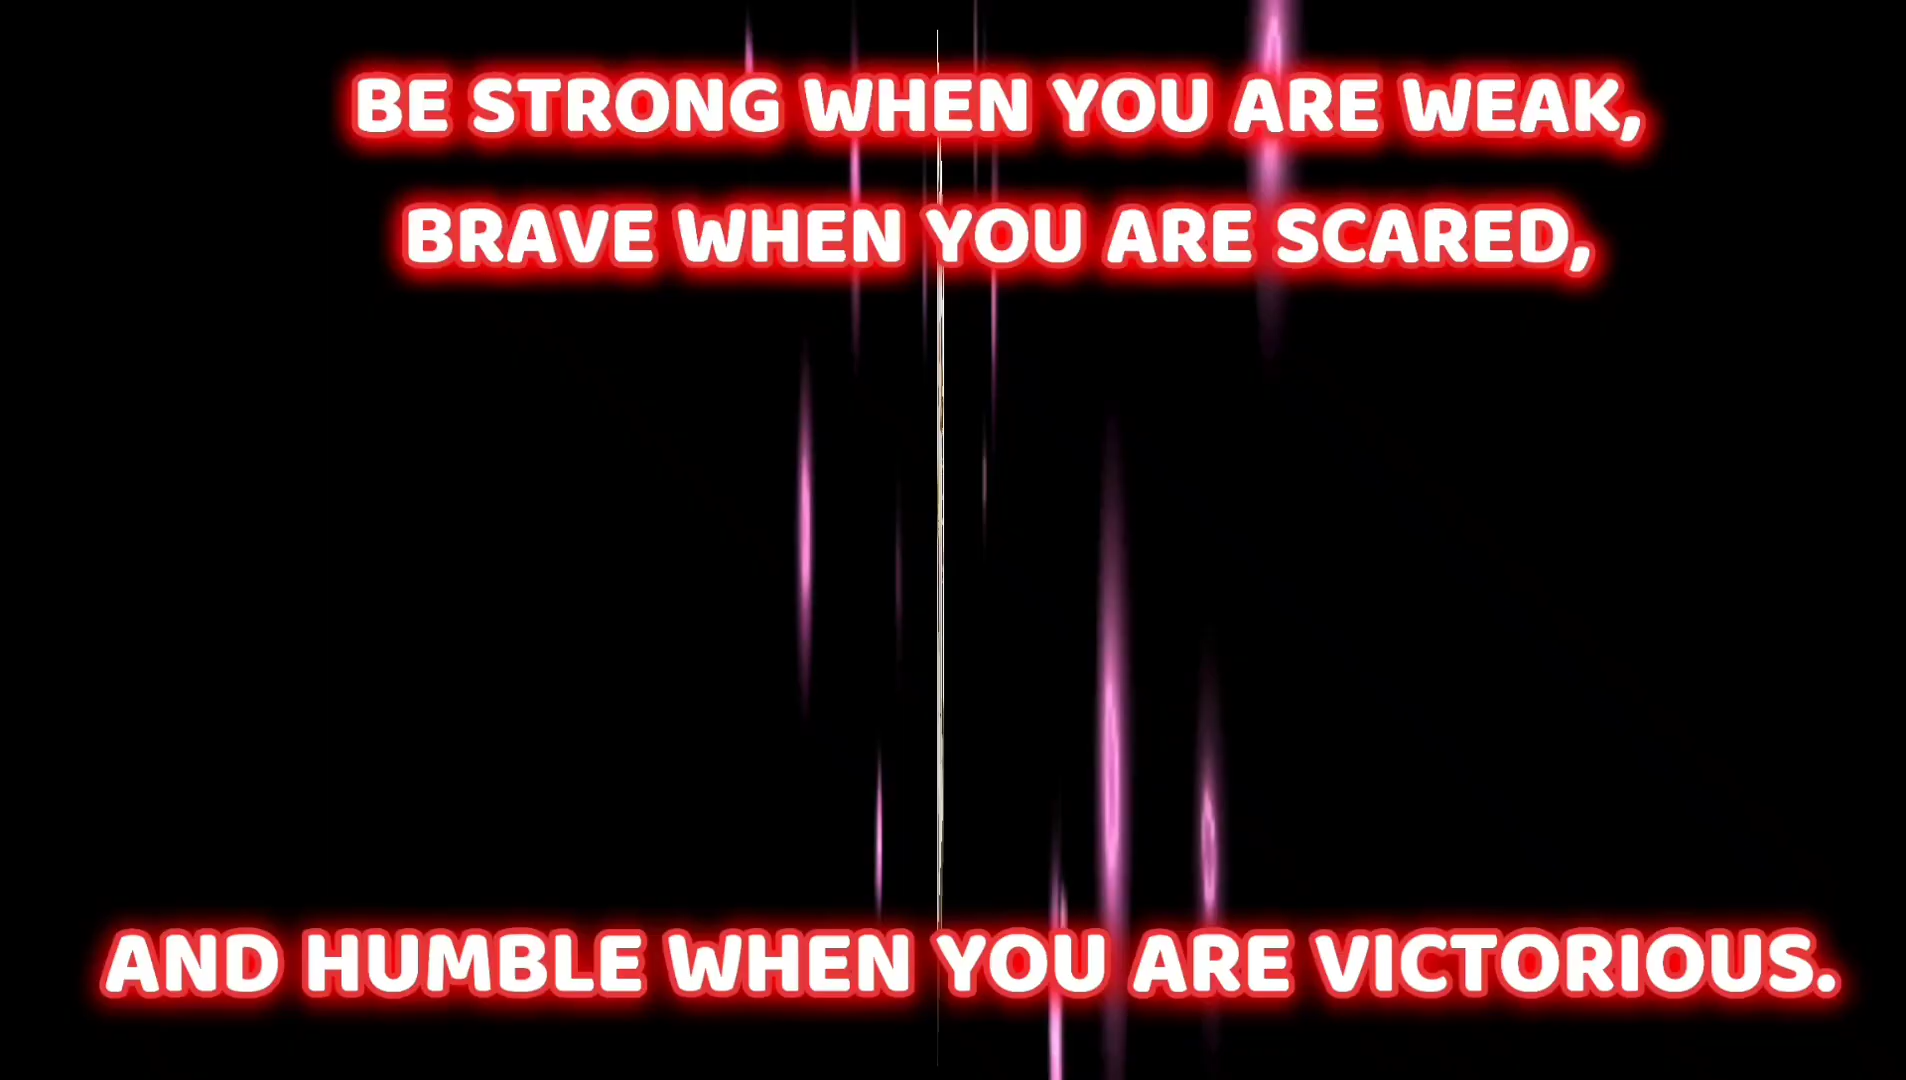 BE STRONG WHEN YOU ARE WEAK,
BRAVE WHEN YOU ARE SCARED,
AND HUMBLE WHEN YOU ARE VICTORIOUS.